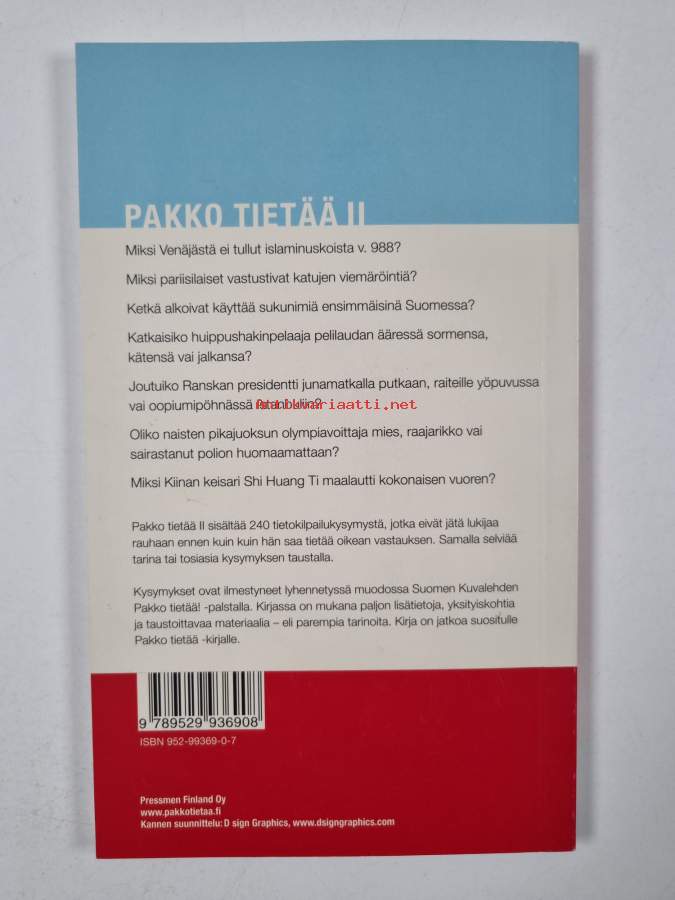 PAKKO TIETÄÄ II
Miksi Venäjästä ei tullut islaminuskoista v. 988?
Miksi pariisilaiset vastustivat katujen viemäröintiä?
Ketkä alkoivat käyttää sukunimiä ensimmäisinä Suomessa?
Katkaisiko huippushakinpelaaja pelilaudan ääressä sormensa,
kätensä vai jalkansa?
Joutuiko Ranskan presidentti junamatkalla putkaan, raiteille yöpuvussa
vai oopiumipöhnässä
antikvariaatti.net
Oliko naisten pikajuoksun olympiavoittaja mies, raajarikko vai
sairastanut polion huomaamattaan?
Miksi Kiinan keisari Shi Huang Ti maalautti kokonaisen vuoren?
Pakko tietää II sisältää 240 tietokilpailukysymystä, jotka eivät jätä lukijaa
rauhaan ennen kuin kuin hän saa tietää oikean vastauksen. Samalla selviää
tarina tai tosiasia kysymyksen taustalla.
Kysymykset ovat ilmestyneet lyhennetyssä muodossa Suomen Kuvalehden
Pakko tietää! -palstalla. Kirjassa on mukana paljon lisätietoja, yksityiskohtia
ja taustoittavaa materiaalia – eli parempia tarinoita. Kirja on jatkoa suositulle
Pakko tietää -kirjalle.
9 789529 936908
ISBN 952-99369-0-7
Pressmen Finland Oy
www.pakkotietaa.fi
Kannen suunnittelu: D sign Graphics, www.dsigngraphics.com